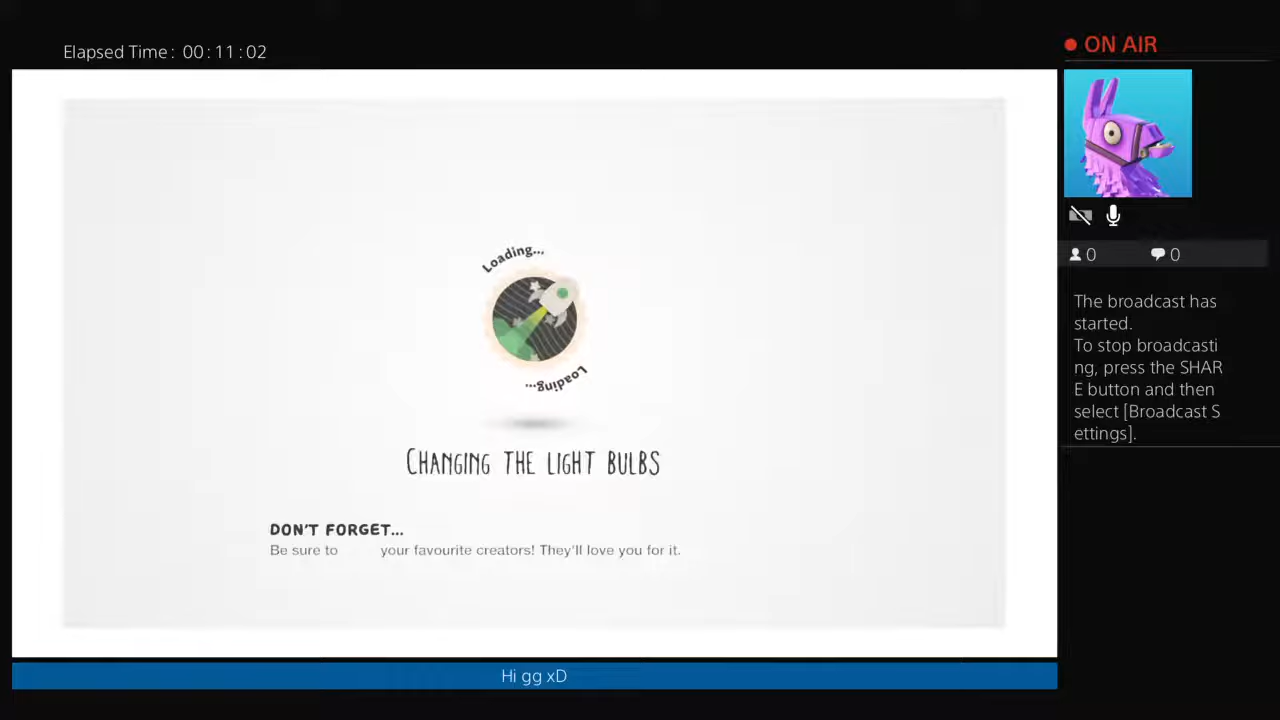 Elapsed Time: 00:11:02
ON AIR
0 0
Loading...
Loading...
CHANGING THE LIGHT BULBS
DON'T FORGET...
Be sure to your favourite creators! They'll love you for it.
The broadcast has
started.
To stop broadcasti
ng, press the SHAR
E button and then
select [Broadcast S
ettings].
Hi gg xD